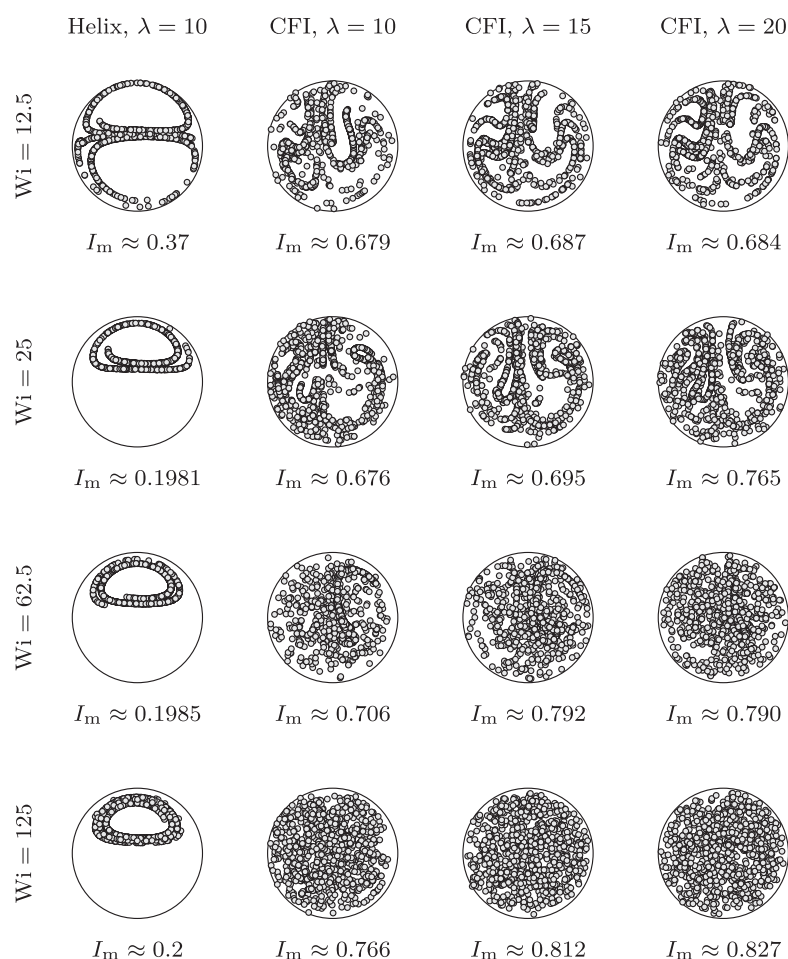 Helix, λ = 10 CFI, λ = 10 CFI, λ = 15 CFI, λ = 20
Wi = 12.5
I_m ≈ 0.37 I_m ≈ 0.679 I_m ≈ 0.687 I_m ≈ 0.684
Wi = 25
I_m ≈ 0.1981 I_m ≈ 0.676 I_m ≈ 0.695 I_m ≈ 0.765
Wi = 62.5
I_m ≈ 0.1985 I_m ≈ 0.706 I_m ≈ 0.792 I_m ≈ 0.790
Wi = 125
I_m ≈ 0.2 I_m ≈ 0.766 I_m ≈ 0.812 I_m ≈ 0.827